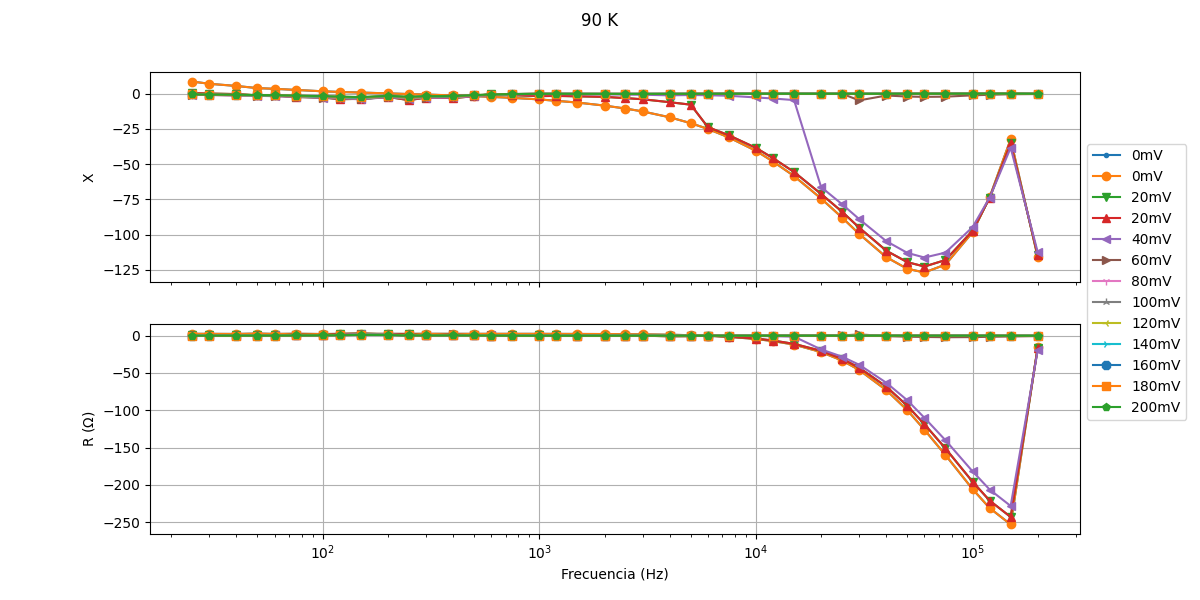 90 K
X
0
−25
−50
−75
−100
−125
R (Ω)
0
−50
−100
−150
−200
−250
10²
10³
10⁴
10⁵
Frecuencia (Hz)
0mV
0mV
20mV
20mV
40mV
60mV
80mV
100mV
120mV
140mV
160mV
180mV
200mV